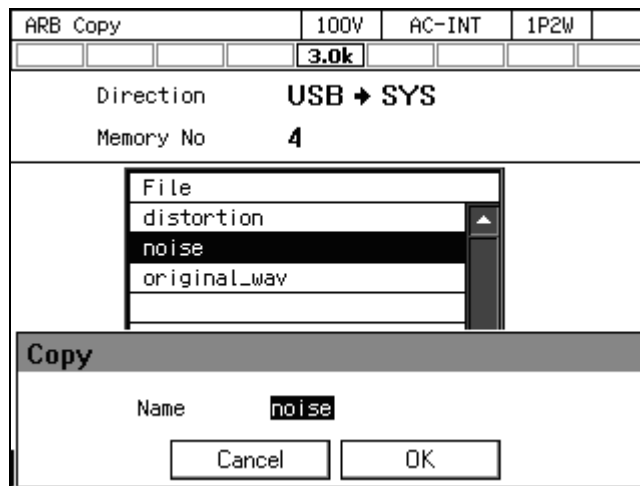 ARB Copy 100V AC-INT 1P2W
3.0k
Direction USB → SYS
Memory No 4
File
distortion
noise
original_wav
Copy
Name noise
Cancel OK